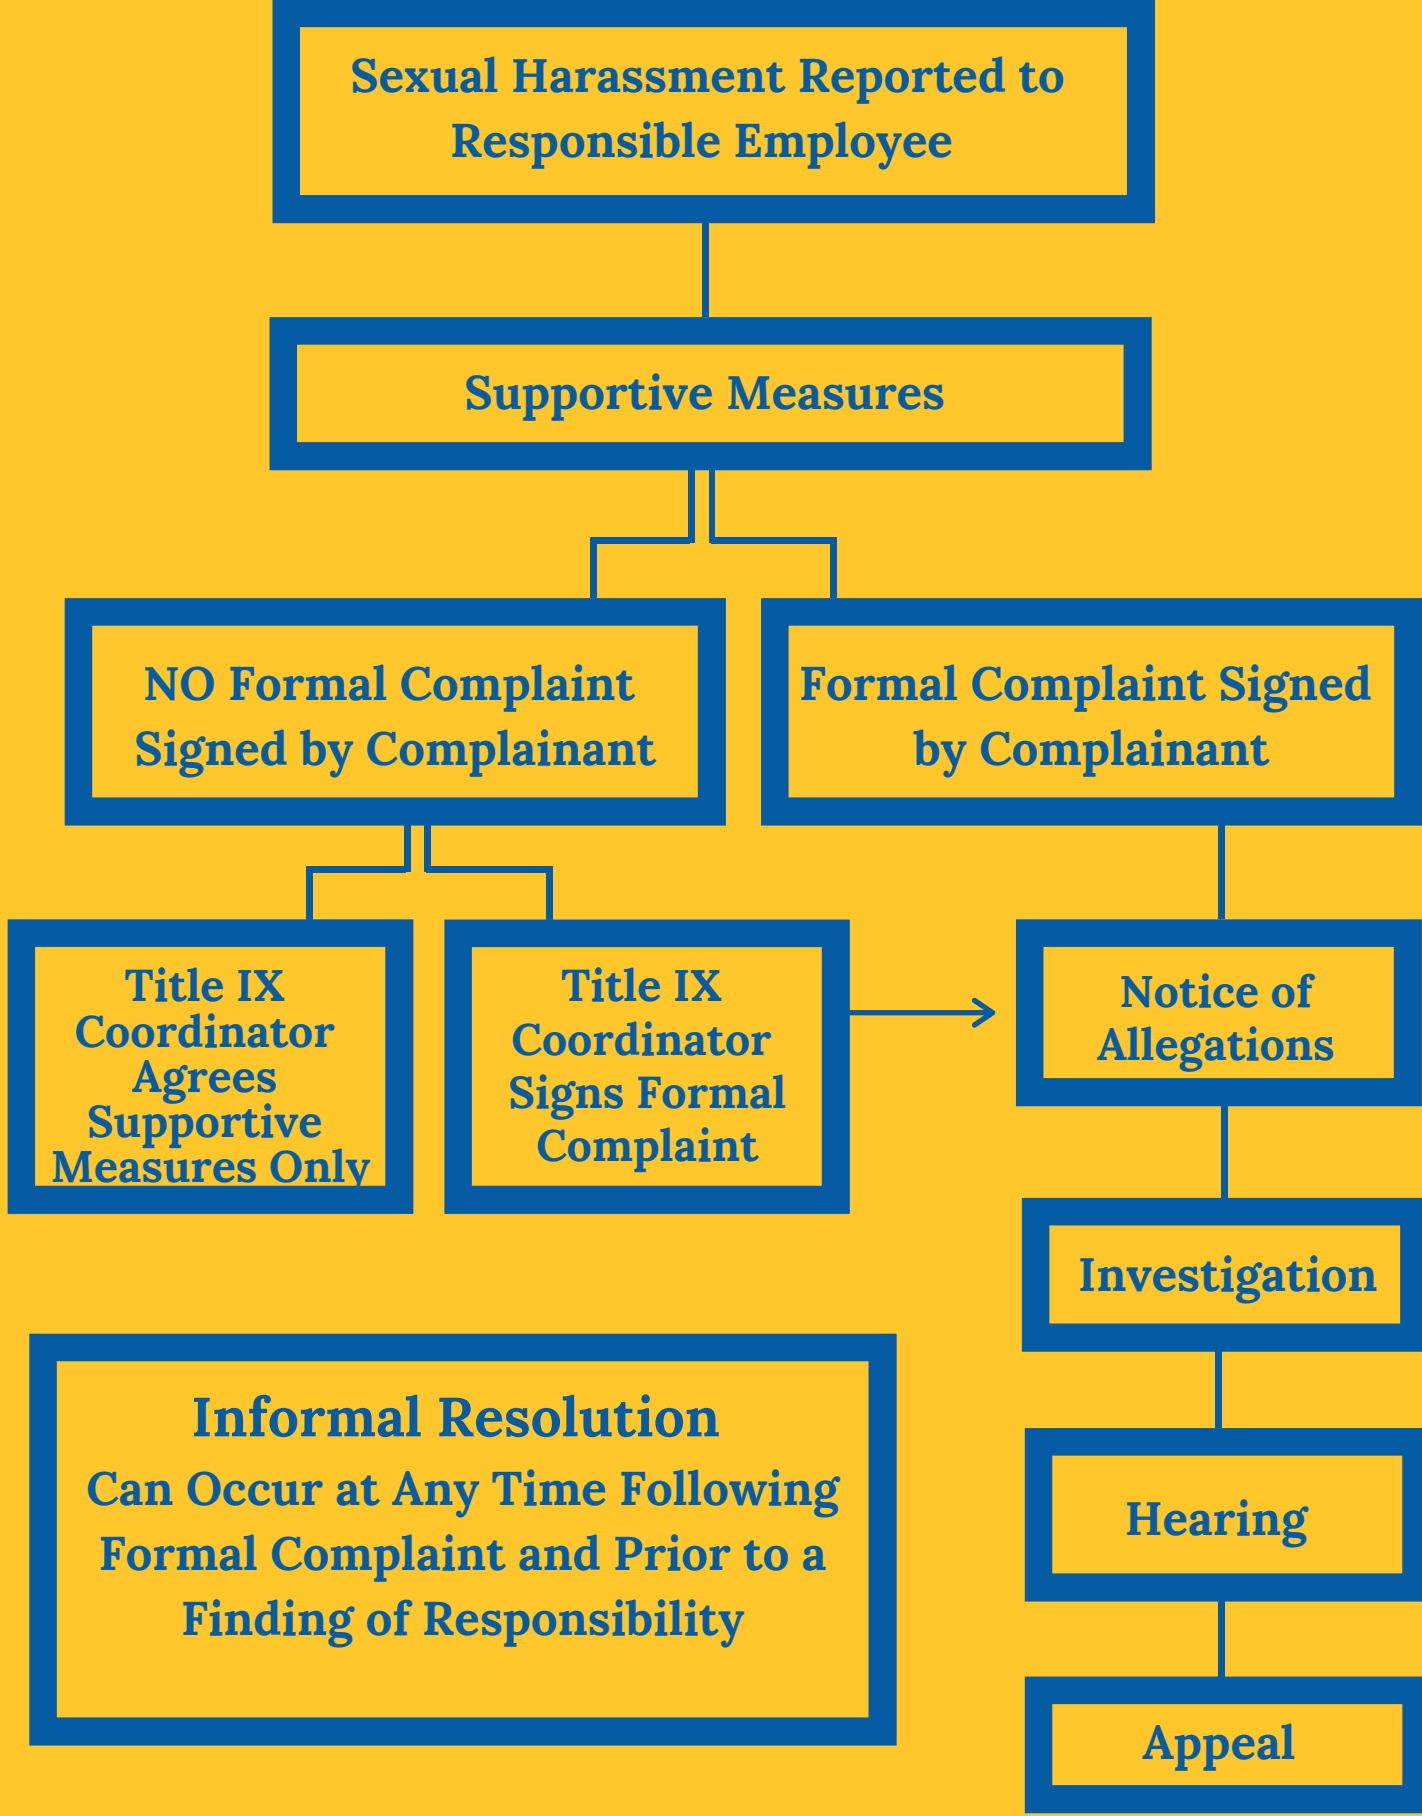 Sexual Harassment Reported to
Responsible Employee
Supportive Measures
NO Formal Complaint
Signed by Complainant
Formal Complaint Signed
by Complainant
Title IX
Coordinator
Agrees
Supportive
Measures Only
Title IX
Coordinator
Signs Formal
Complaint
Notice of
Allegations
Investigation
Informal Resolution
Can Occur at Any Time Following
Formal Complaint and Prior to a
Finding of Responsibility
Hearing
Appeal